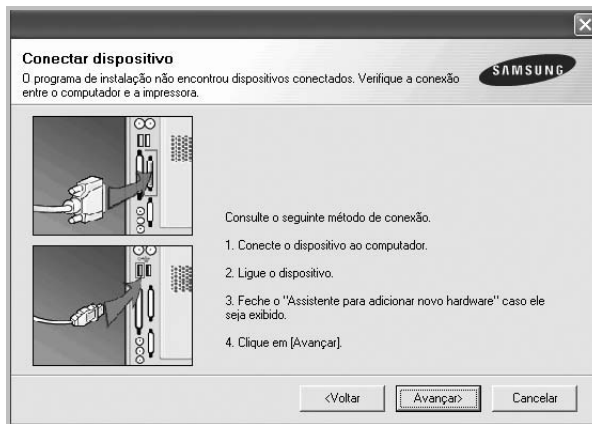 Conectar dispositivo
O programa de instalação não encontrou dispositivos conectados. Verifique a conexão
entre o computador e a impressora.
SAMSUNG
Consulte o seguinte método de conexão.
1. Conecte o dispositivo ao computador.
2. Ligue o dispositivo.
3. Feche o "Assistente para adicionar novo hardware" caso ele
seja exibido.
4. Clique em [Avançar].
<Voltar
Avançar>
Cancelar